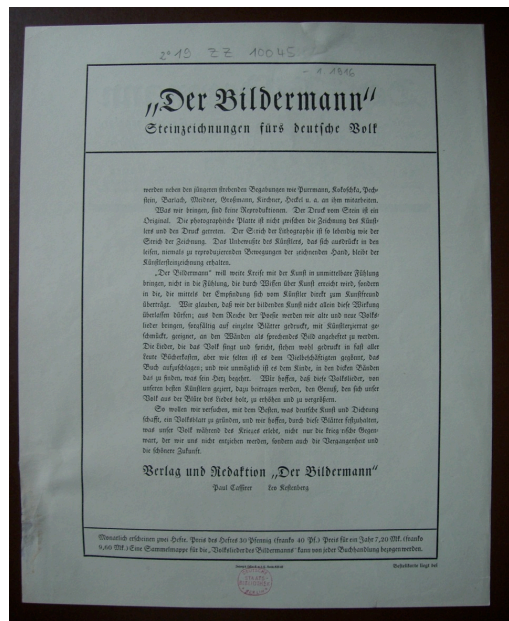 2° 19 ZZ 10045
- 1. 1916
„Der Bildermann“
Steinzeichnungen fürs deutsche Volk
werden neben den jüngeren strebenden Begabungen wie Purrmann, Kokoschka, Pech-
stein, Barlach, Meidner, Großmann, Kirchner, Heckel u. a. an ihm mitarbeiten.
Was wir bringen, sind keine Reproduktionen. Der Druck vom Stein ist ein
Original. Die photographische Platte ist nicht zwischen die Zeichnung des Künst-
lers und den Druck getreten. Der Strich der Lithographie ist so lebendig wie der
Strich der Zeichnung. Das Unbewußte des Künstlers, das sich ausdrückt in den
leisen, niemals zu reproduzierenden Bewegungen der zeichnenden Hand, bleibt der
Künstlersteinzeichnung erhalten.
„Der Bildermann“ will weite Kreise mit der Kunst in unmittelbare Fühlung
bringen, nicht in die Fühlung, die durch Wissen über Kunst erreicht wird, sondern
in die, die mittels der Empfindung sich vom Künstler direkt zum Kunstfreund
überträgt. Wir glauben, daß wir der bildenden Kunst nicht allein diese Wirkung
überlassen dürfen; aus dem Reiche der Poesie werden wir alte und neue Volks-
lieder bringen, sorgfältig auf einzelne Blätter gedruckt, mit Künstlerzierrat ge-
schmückt, geeignet, an den Wänden als sprechendes Bild angeheftet zu werden.
Die Lieder, die das Volk singt und spricht, stehen wohl gedruckt in fast aller
Leute Bücherkasten, aber wie selten ist es dem Vielbeschäftigten gegönnt, das
Buch aufzuschlagen; und wie unmöglich ist es dem Kinde, in den dicken Bänden
das zu finden, was sein Herz begehrt. Wir hoffen, daß diese Volkslieder, von
unseren besten Künstlern geziert, dazu beitragen werden, den Genuß, den sich unser
Volk aus der Blüte des Liedes holt, zu erhöhen und zu vergrößern.
So wollen wir versuchen, mit dem Besten, was deutsche Kunst und Dichtung
schafft, ein Volksblatt zu gründen, und wir hoffen, durch diese Blätter festzuhalten,
was unser Volk während des Krieges erlebt, nicht nur die kriegerische Gegen-
wart, der wir uns nicht entziehen werden, sondern auch die Vergangenheit und
die schönere Zukunft.
Verlag und Redaktion „Der Bildermann“
Paul Cassirer Leo Kestenberg
Monatlich erscheinen zwei Hefte. Preis des Heftes 30 Pfennig (franko 40 Pf.) Preis für ein Jahr 7,20 Mk. (franko
9,60 Mk.) Eine Sammelmappe für die „Volkslieder des Bildermanns“ kann von jeder Buchhandlung bezogen werden.
Bestellkarte liegt bei
STAATS-
BIBLIOTHEK